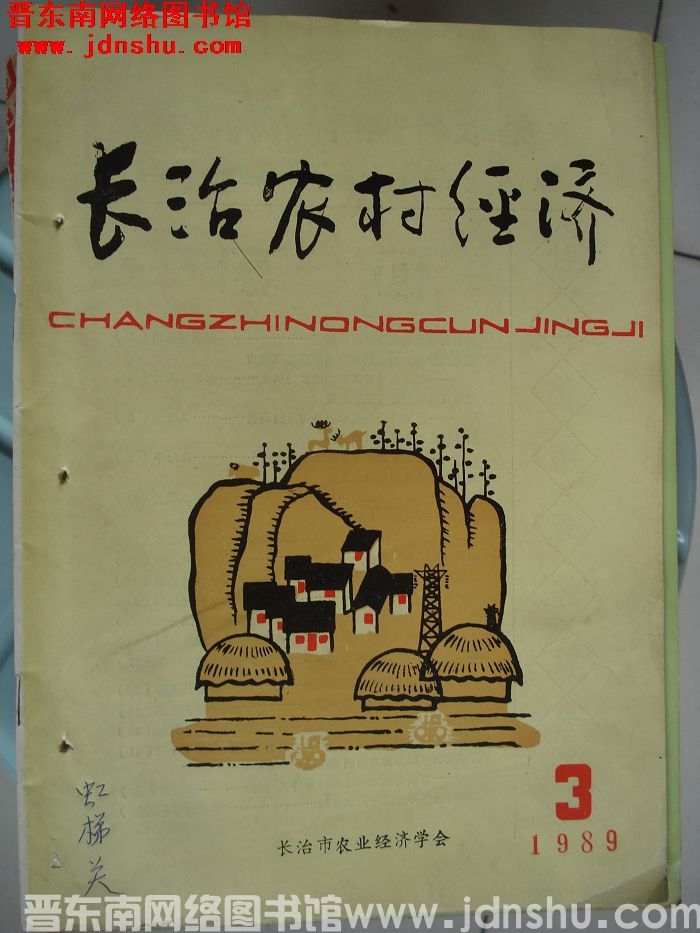 晋东南网络图书馆
www.jdnshu.com
长治农村經济
CHANGZHINONGCUNJINGJI
3
1989
虹梯关
长治市农业经济学会
晋东南网络图书馆www.jdnshu.com